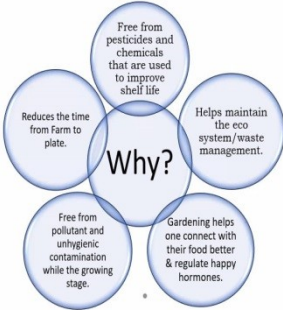 Free from
pesticides and
chemicals
that are used
to improve
shelf life
Reduces the time
from Farm to
plate.
Why?
Helps maintain
the eco
system/waste
management.
Free from
pollutant and
unhygienic
contamination
while the growing
stage.
Gardening helps
one connect with
their food better
& regulate happy
hormones.